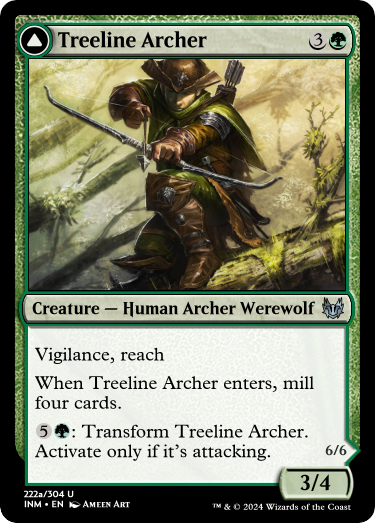 Treeline Archer 3
Creature — Human Archer Werewolf
Vigilance, reach
When Treeline Archer enters, mill
four cards.
5 : Transform Treeline Archer.
Activate only if it's attacking.
6/6
3/4
222a/304 U
INM • EN Ameen Art
™ & © 2024 Wizards of the Coast